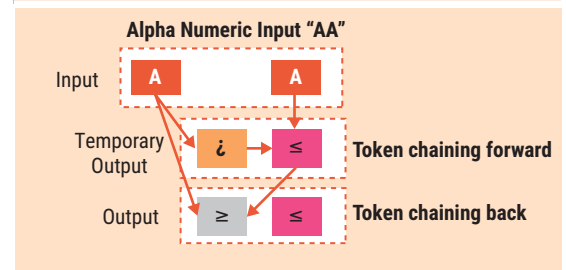 Alpha Numeric Input “AA”
Input
A A
Temporary
Output
¿ ≤
Token chaining forward
Output
≥ ≤
Token chaining back